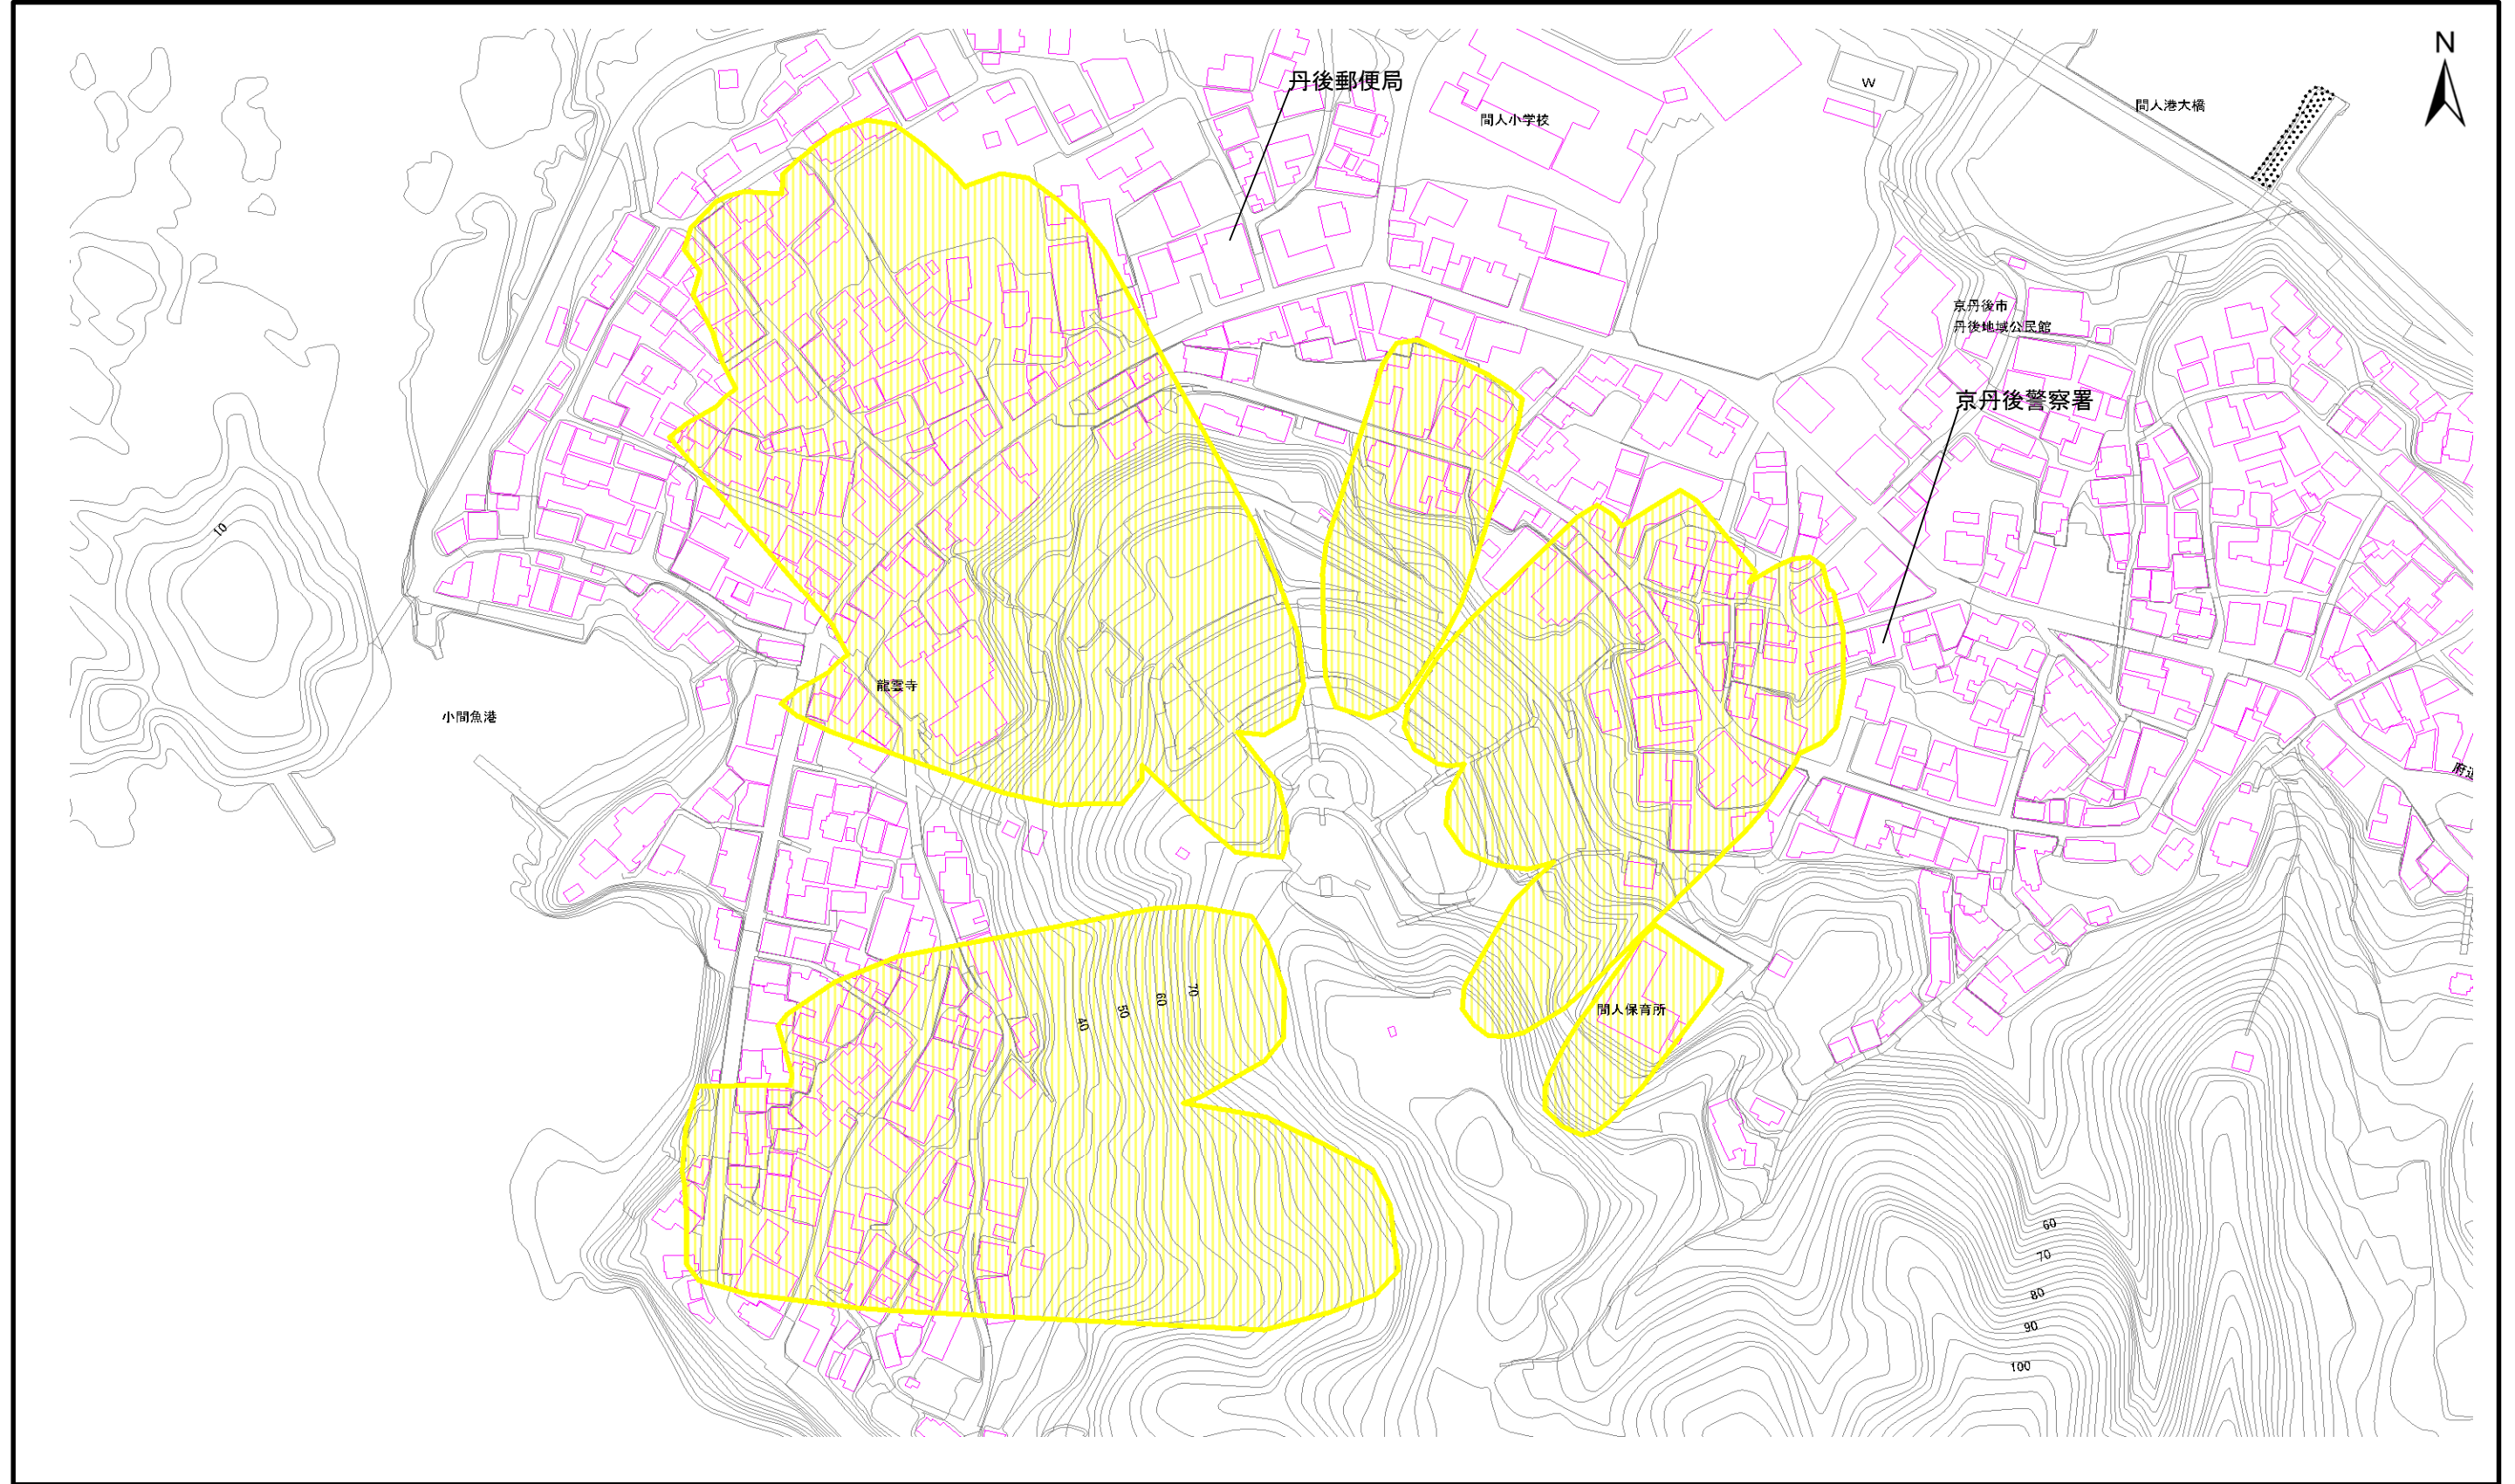 N
丹後郵便局
W
間人港大橋
間人小学校
京丹後市
丹後地域公民館
京丹後警察署
10
龍雲寺
小間魚港
府道
70
60
50
40
間人保育所
60
70
80
90
100